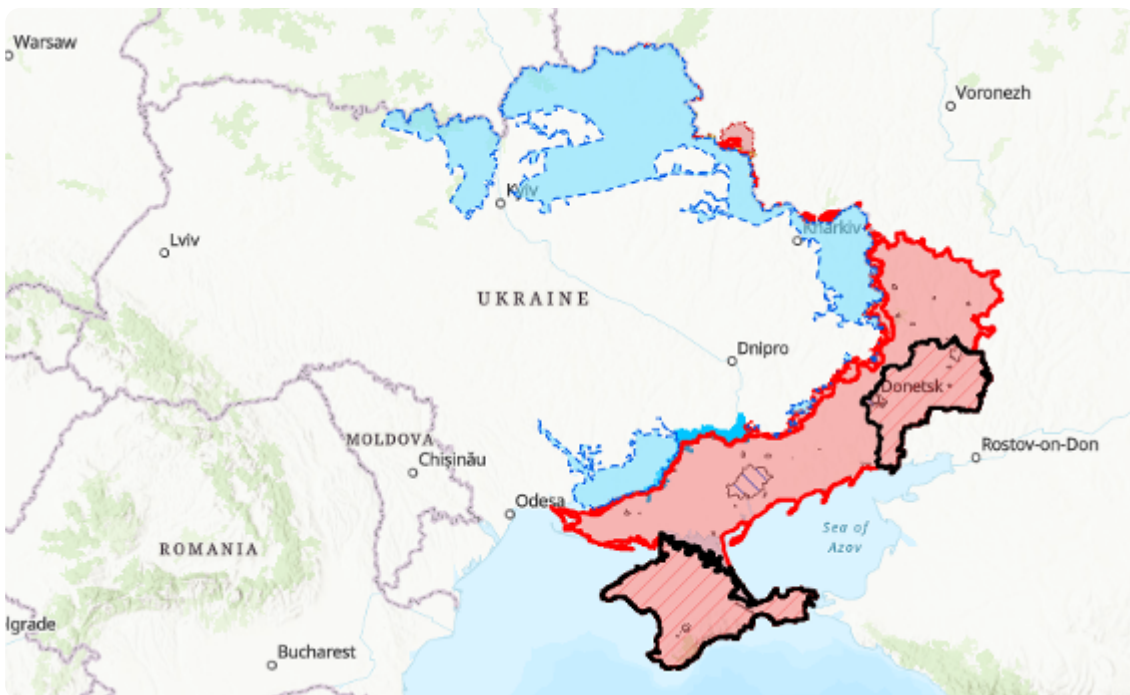 Warsaw
Voronezh
Kyiv
Kharkiv
Lviv
UKRAINE
Dnipro
Donetsk
MOLDOVA
Chişinău
Rostov-on-Don
Odesa
Sea of
Azov
ROMANIA
lgrade
Bucharest